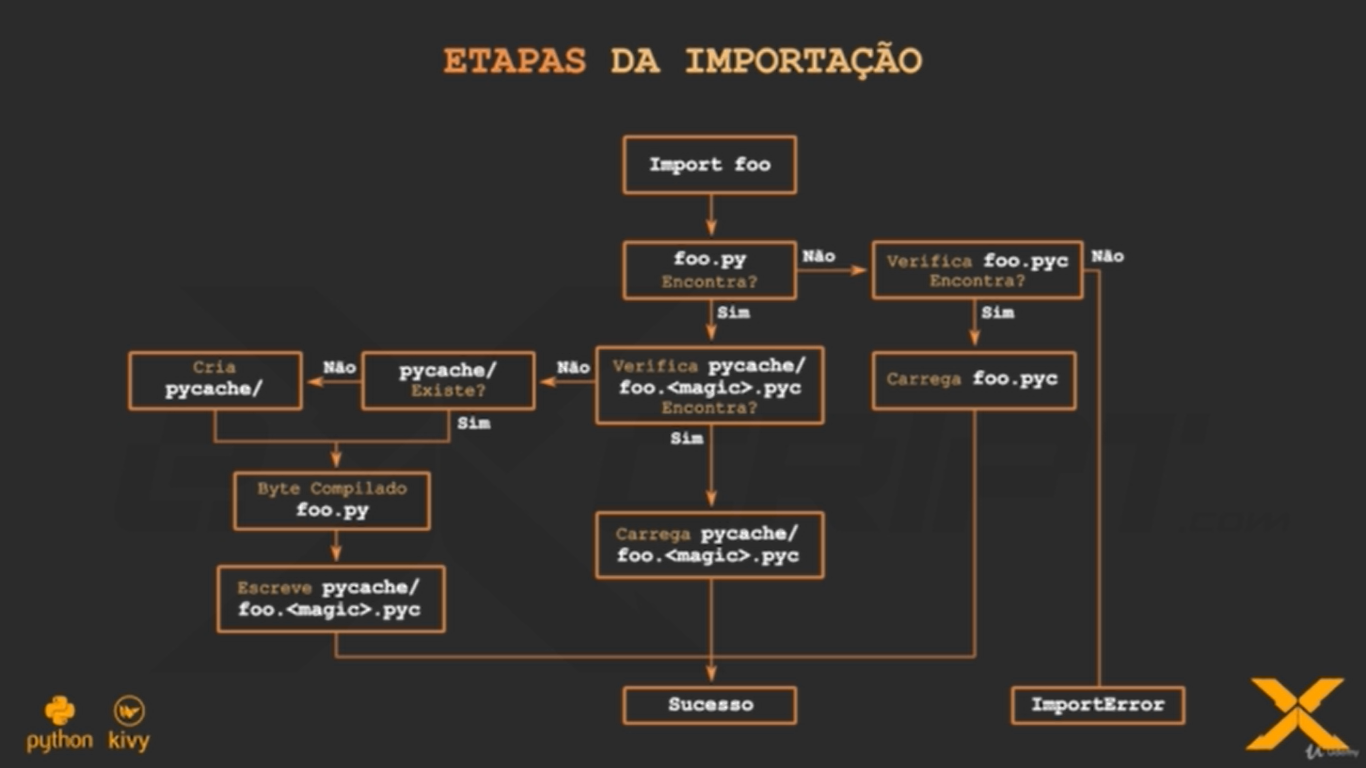 ETAPAS DA IMPORTAÇÃO
Import foo
foo.py
Encontra?
Não
Verifica foo.pyc
Encontra?
Não
Sim
Sim
Cria
pycache/
Não
pycache/
Existe?
Não
Verifica pycache/
foo.<magic>.pyc
Encontra?
Carrega foo.pyc
Sim
Sim
Byte Compilado
foo.py
Carrega pycache/
foo.<magic>.pyc
Escreve pycache/
foo.<magic>.pyc
Sucesso
ImportError
python
kivy
Udemy
.com